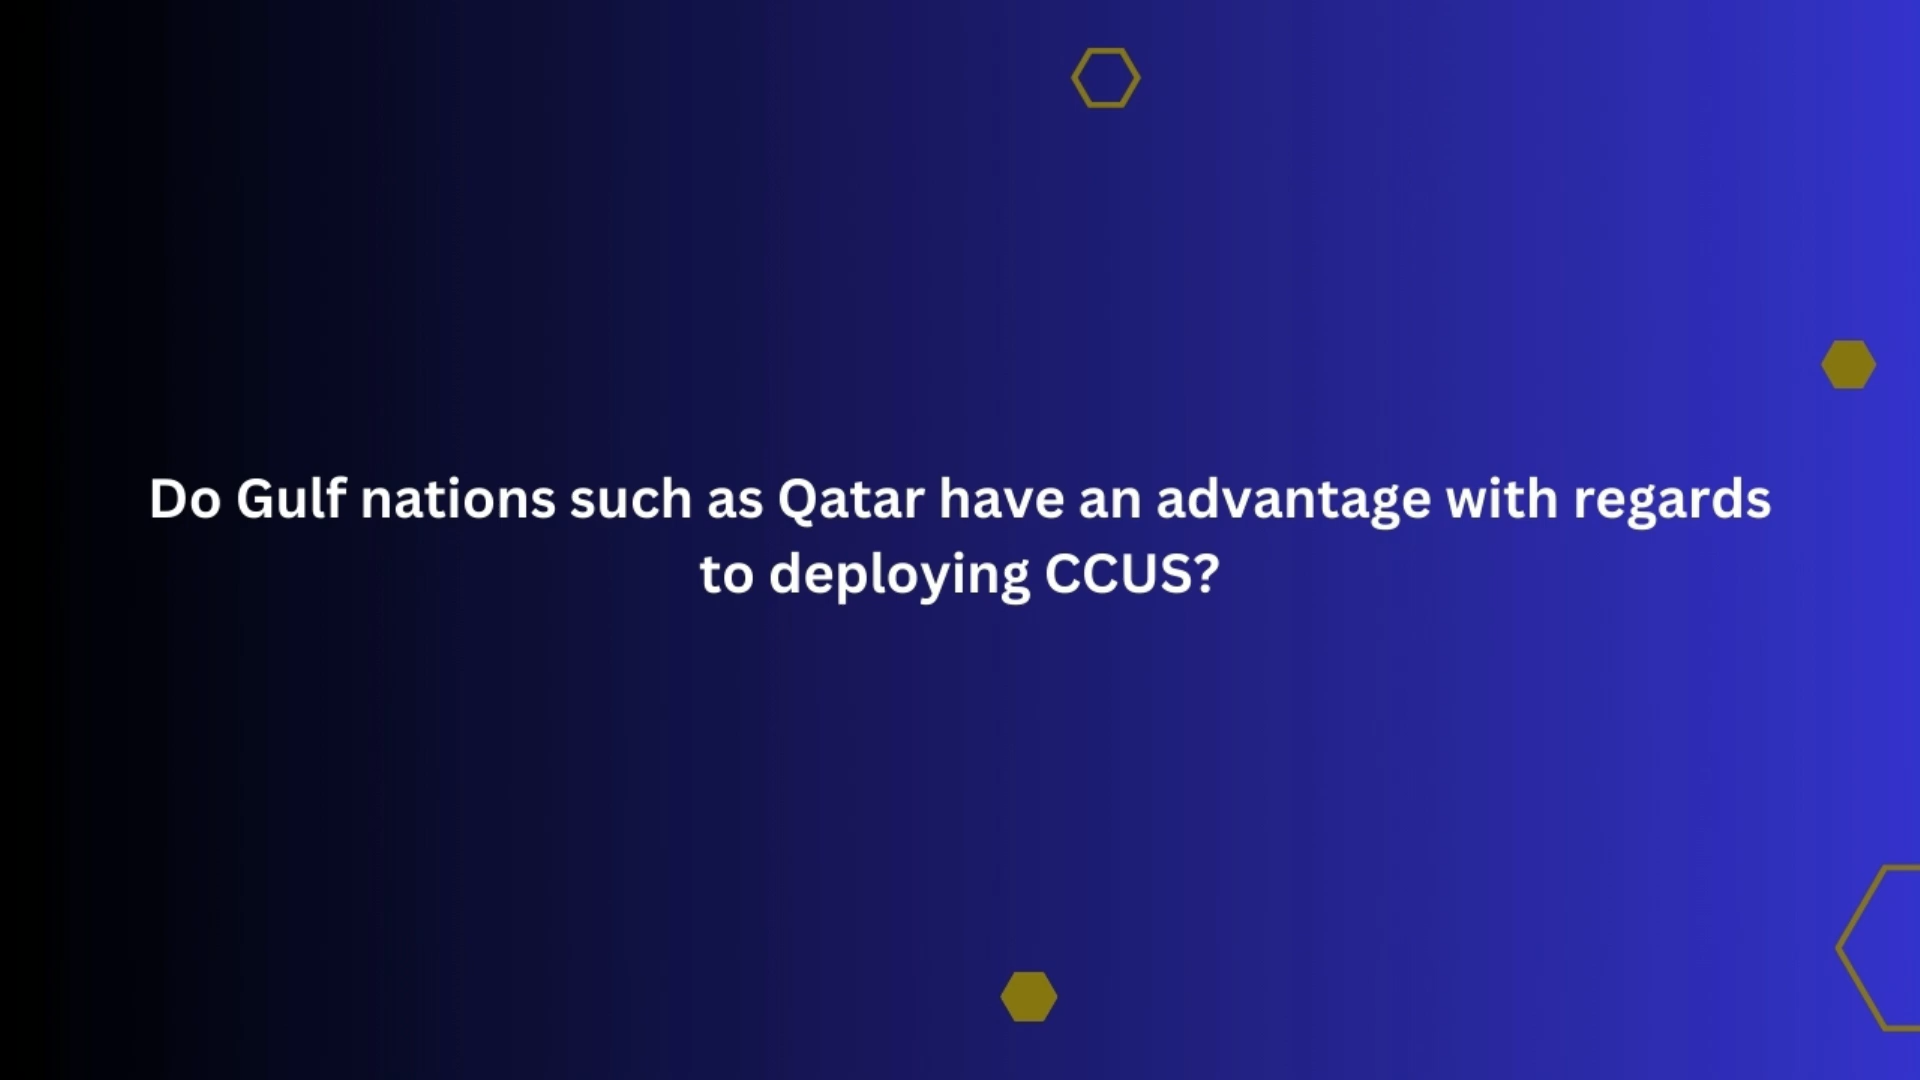 Do Gulf nations such as Qatar have an advantage with regards
to deploying CCUS?